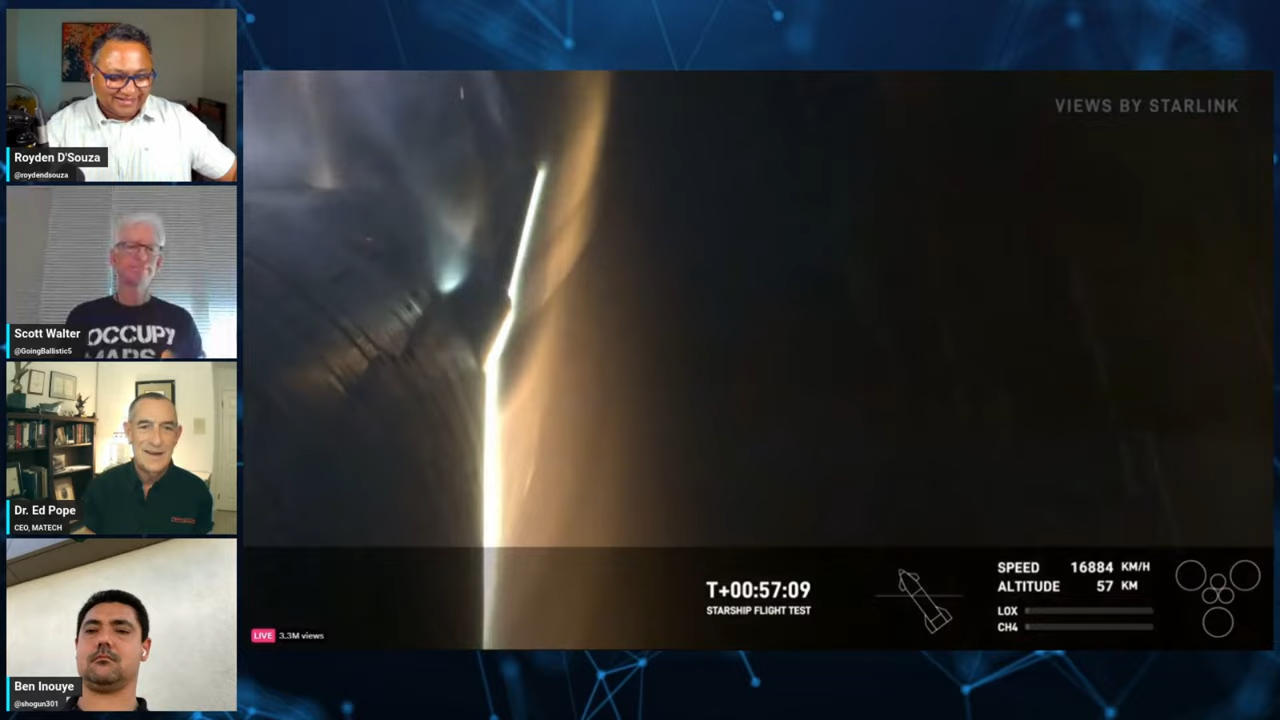 Royden D'Souza
@roydendsouza
Scott Walter
@GoingBallistic5
OCCUPY
MARS
Dr. Ed Pope
CEO, MATECH
Ben Inouye
@shogun301
VIEWS BY STARLINK
LIVE 3.3M views
T+00:57:09
STARSHIP FLIGHT TEST
SPEED 16884 KM/H
ALTITUDE 57 KM
LOX
CH4